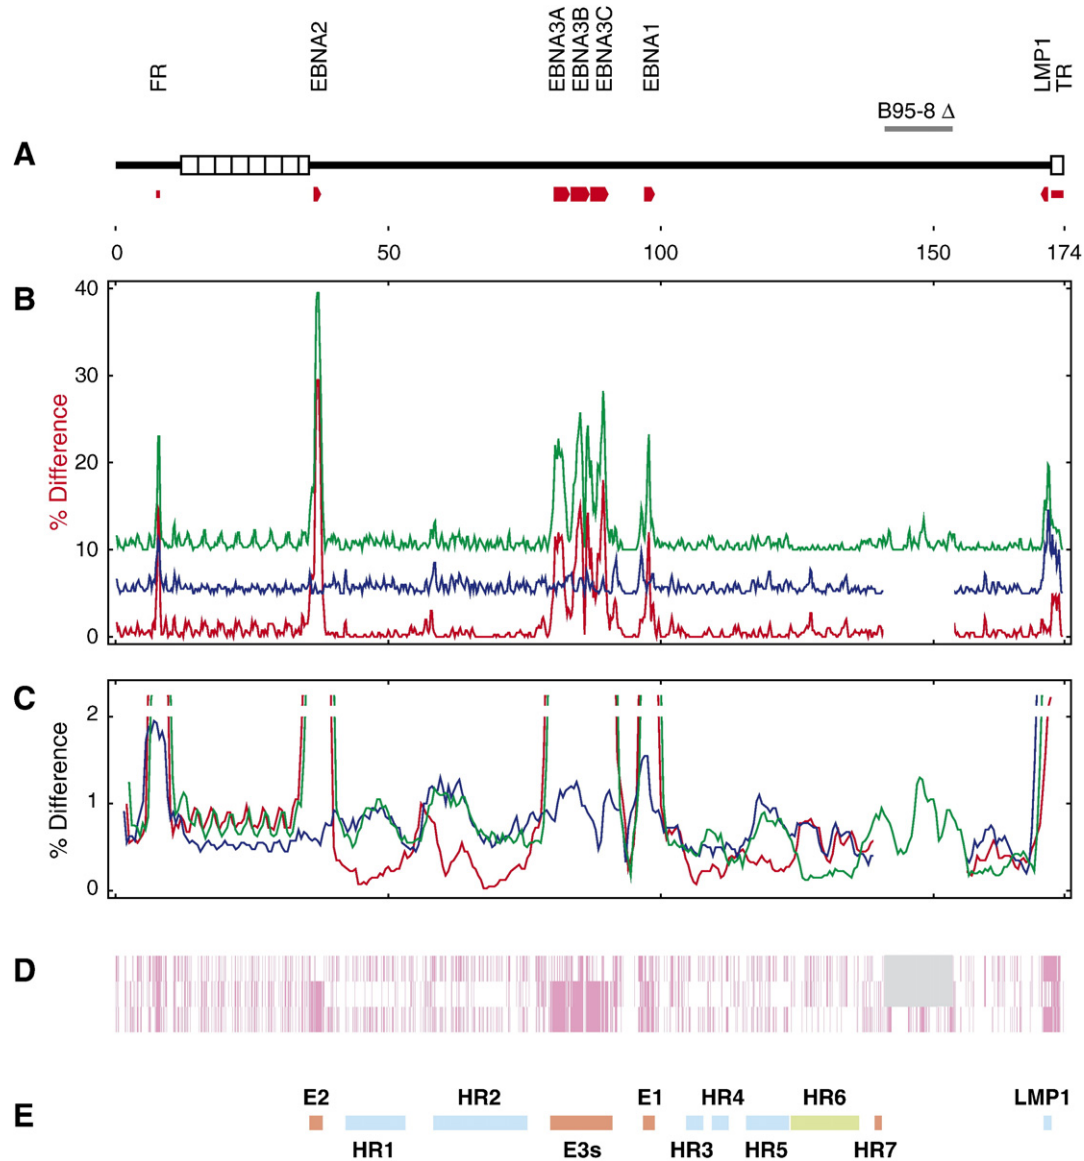 FR
EBNA2
EBNA3A
EBNA3B
EBNA3C
EBNA1
LMP1
TR
B95-8 Δ
A
0 50 100 150 174
B
% Difference
40
30
20
10
0
C
% Difference
2
1
0
D
E
E2 HR2 E1 HR4 HR6 LMP1
HR1 E3s HR3 HR5 HR7